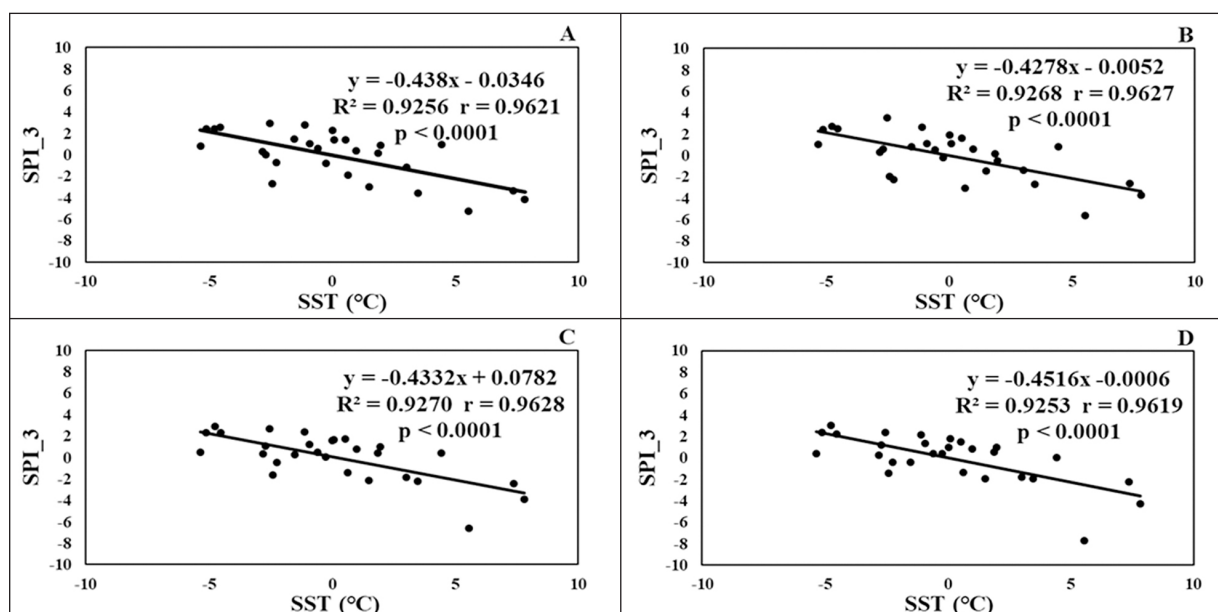 A
y = -0.438x - 0.0346
R² = 0.9256 r = 0.9621
p < 0.0001
10
8
6
4
2
0
-2
-4
-6
-8
-10
SPI_3
-10 -5 0 5 10
SST (°C)
B
y = -0.4278x - 0.0052
R² = 0.9268 r = 0.9627
p < 0.0001
10
8
6
4
2
0
-2
-4
-6
-8
-10
SPI_3
-10 -5 0 5 10
SST (°C)
C
y = -0.4332x + 0.0782
R² = 0.9270 r = 0.9628
p < 0.0001
10
8
6
4
2
0
-2
-4
-6
-8
-10
SPI_3
-10 -5 0 5 10
SST (°C)
D
y = -0.4516x -0.0006
R² = 0.9253 r = 0.9619
p < 0.0001
10
8
6
4
2
0
-2
-4
-6
-8
-10
SPI_3
-10 -5 0 5 10
SST (°C)